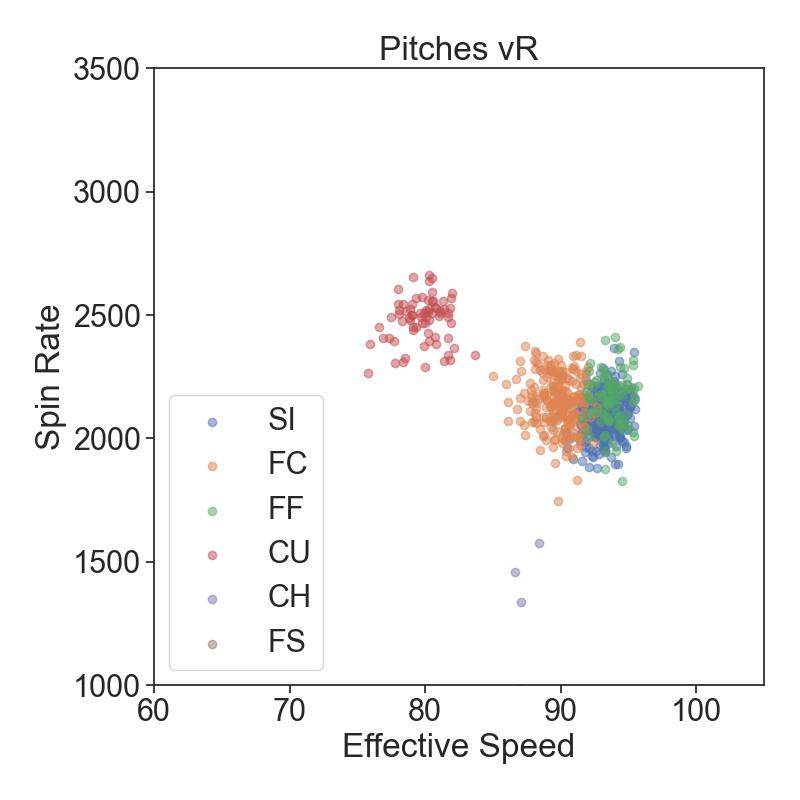 Pitches vR
3500
3000
2500
2000
1500
1000
Spin Rate
SI
FC
FF
CU
CH
FS
60 70 80 90 100
Effective Speed